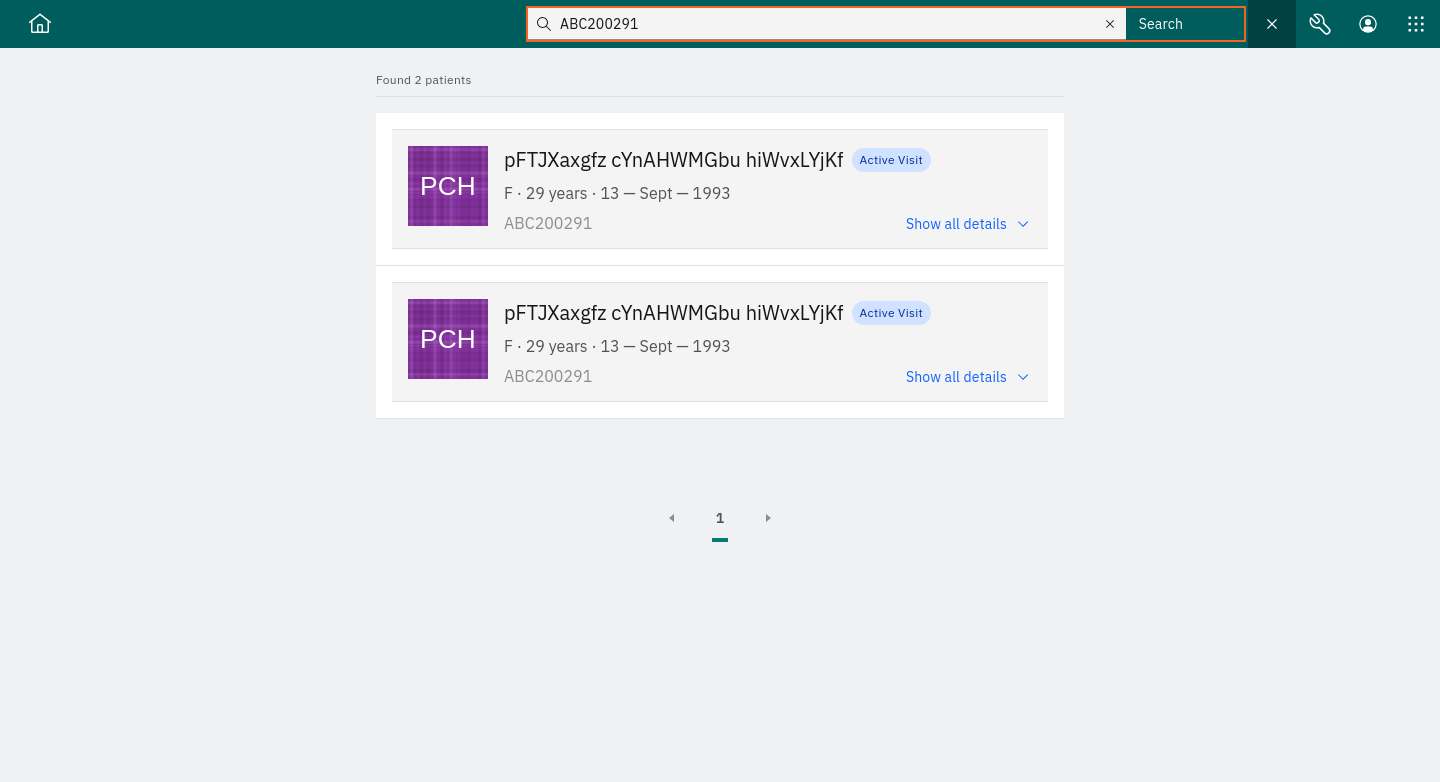 ABC200291
Search
Found 2 patients
PCH
pFTJXaxgfz cYnAHWMGbu hiWvxLYjKf Active Visit
F · 29 years · 13 — Sept — 1993
ABC200291 Show all details
PCH
pFTJXaxgfz cYnAHWMGbu hiWvxLYjKf Active Visit
F · 29 years · 13 — Sept — 1993
ABC200291 Show all details
1